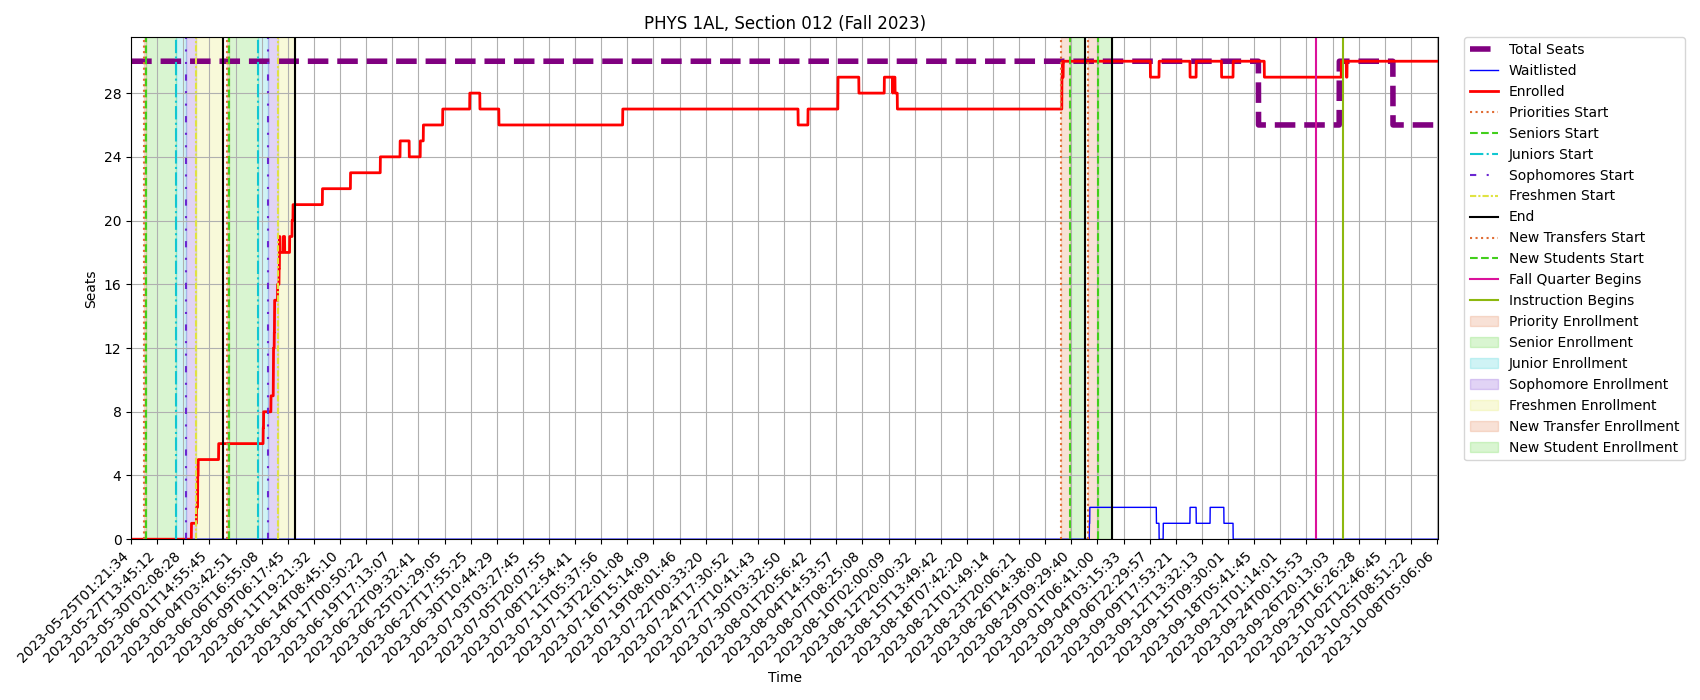 PHYS 1AL, Section 012 (Fall 2023)
Seats
28
24
20
16
12
8
4
0
2023-05-25T01:21:34
2023-05-27T13:45:12
2023-05-30T02:08:28
2023-06-01T14:55:45
2023-06-04T03:42:51
2023-06-06T16:55:08
2023-06-09T06:17:45
2023-06-11T19:21:32
2023-06-14T08:45:10
2023-06-17T00:50:22
2023-06-19T17:13:07
2023-06-22T09:32:41
2023-06-25T01:29:05
2023-06-27T17:55:25
2023-06-30T10:44:29
2023-07-03T03:27:45
2023-07-05T20:07:55
2023-07-08T12:54:41
2023-07-11T05:37:56
2023-07-13T22:01:08
2023-07-16T15:14:09
2023-07-19T08:01:46
2023-07-22T00:33:20
2023-07-24T17:30:52
2023-07-27T10:41:43
2023-07-30T03:32:50
2023-08-01T20:56:42
2023-08-04T14:53:57
2023-08-07T08:25:08
2023-08-10T02:00:09
2023-08-12T20:00:32
2023-08-15T13:49:42
2023-08-18T07:42:20
2023-08-21T01:49:14
2023-08-23T20:06:21
2023-08-26T14:38:00
2023-08-29T09:29:40
2023-09-01T06:41:00
2023-09-04T03:15:33
2023-09-06T22:29:57
2023-09-09T17:53:21
2023-09-12T13:32:13
2023-09-15T09:30:01
2023-09-18T05:41:45
2023-09-21T01:14:01
2023-09-24T00:15:53
2023-09-26T20:13:03
2023-09-29T16:26:28
2023-10-02T12:46:45
2023-10-05T08:51:22
2023-10-08T05:06:06
Time
Total Seats
Waitlisted
Enrolled
Priorities Start
Seniors Start
Juniors Start
Sophomores Start
Freshmen Start
End
New Transfers Start
New Students Start
Fall Quarter Begins
Instruction Begins
Priority Enrollment
Senior Enrollment
Junior Enrollment
Sophomore Enrollment
Freshmen Enrollment
New Transfer Enrollment
New Student Enrollment